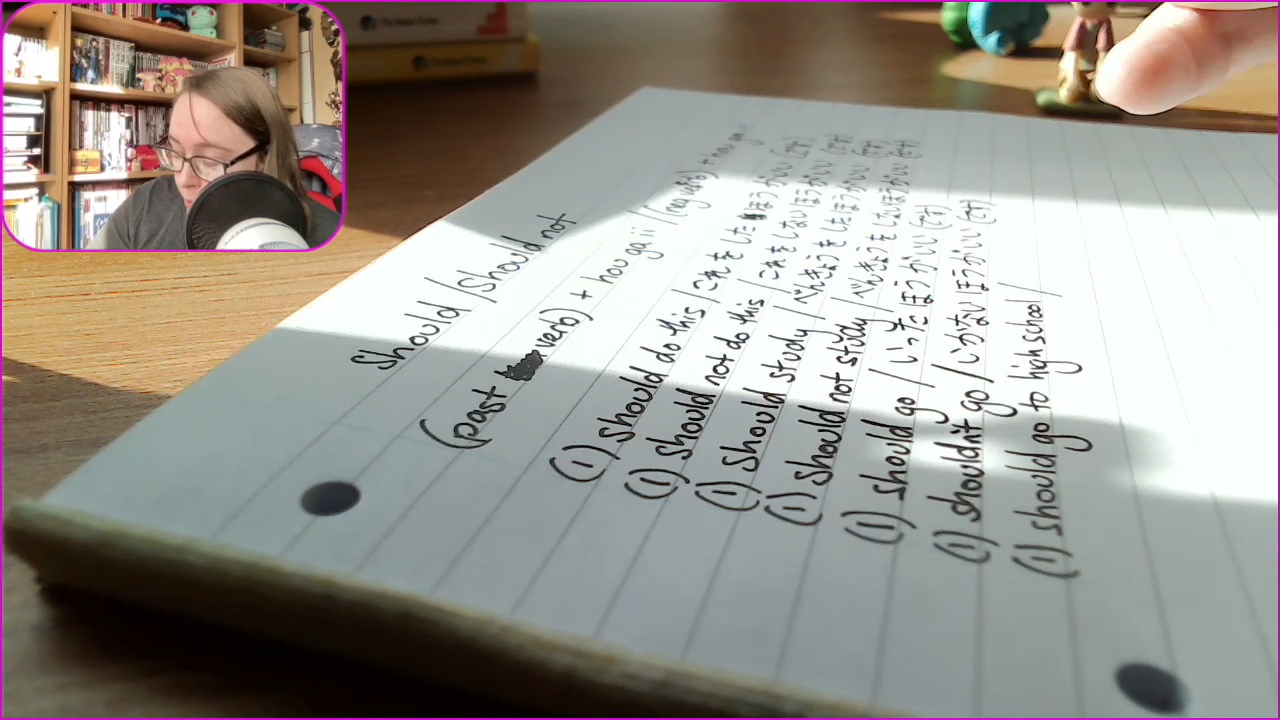 Should / Should not
(past verb) + hou ga ii / (negative) + hou ga
(I) should do this / これをしたほうがいい (です)
(I) should not do this / これをしないほうがいい (です)
(I) should study / べんきょうをしたほうがいい (です)
(I) should not study / べんきょうをしないほうがいい (です)
(I) should go / いったほうがいい (です)
(I) shouldn't go / いかないほうがいい (です)
(I) should go to high school /